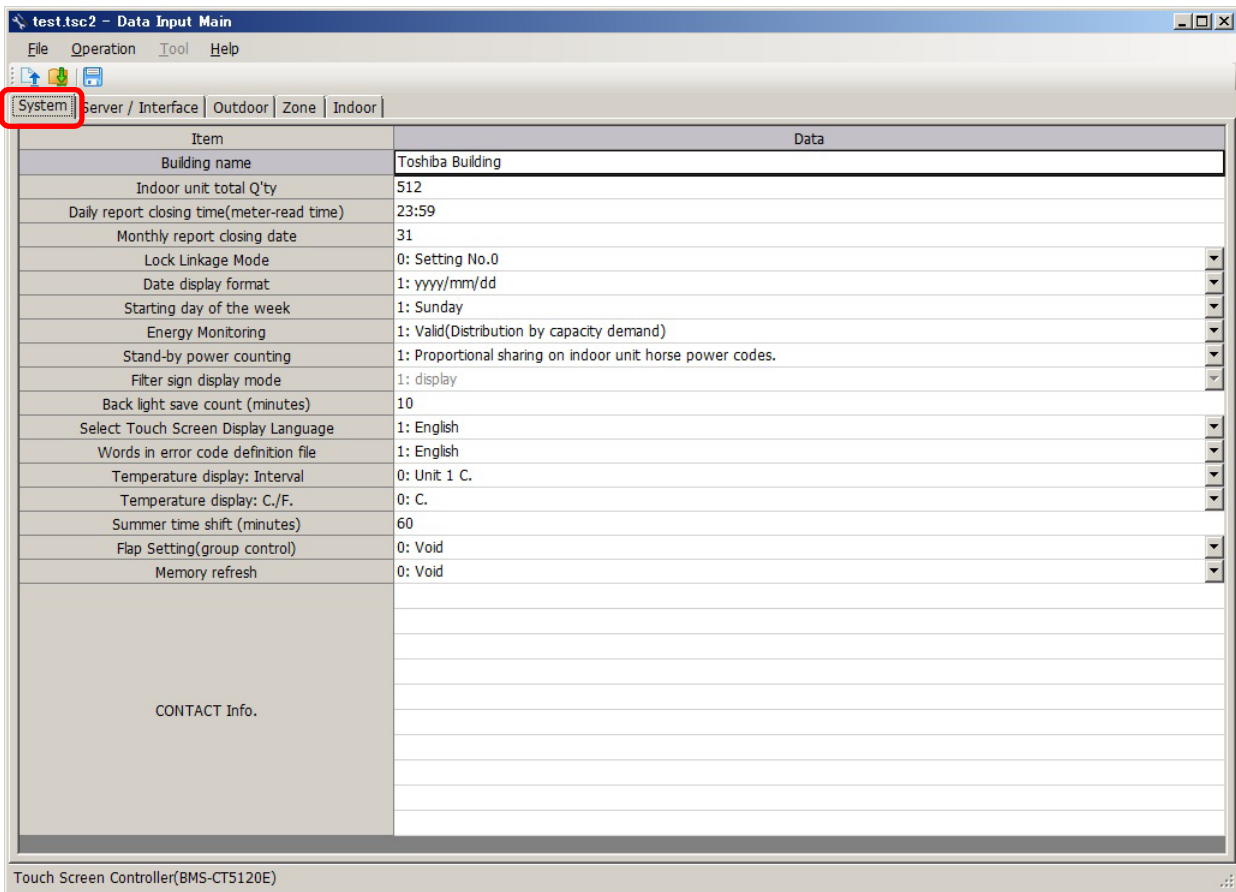 test.tsc2 - Data Input Main
File Operation Tool Help
System Server / Interface Outdoor Zone Indoor
Item Data
Building name Toshiba Building
Indoor unit total Q'ty 512
Daily report closing time(meter-read time) 23:59
Monthly report closing date 31
Lock Linkage Mode 0: Setting No.0
Date display format 1: yyyy/mm/dd
Starting day of the week 1: Sunday
Energy Monitoring 1: Valid(Distribution by capacity demand)
Stand-by power counting 1: Proportional sharing on indoor unit horse power codes.
Filter sign display mode 1: display
Back light save count (minutes) 10
Select Touch Screen Display Language 1: English
Words in error code definition file 1: English
Temperature display: Interval 0: Unit 1 C.
Temperature display: C./F. 0: C.
Summer time shift (minutes) 60
Flap Setting(group control) 0: Void
Memory refresh 0: Void
CONTACT Info.
Touch Screen Controller(BMS-CT5120E)